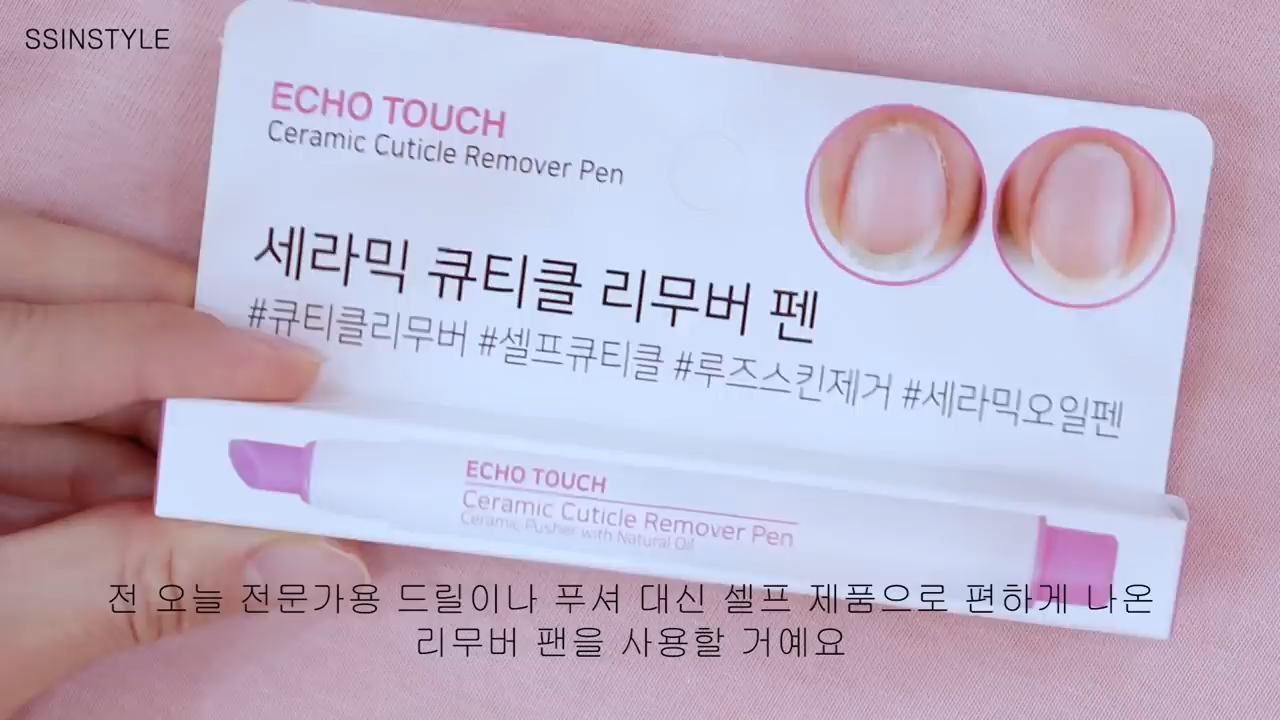 SSINSTYLE
ECHO TOUCH
Ceramic Cuticle Remover Pen
세라믹 큐티클 리무버 펜
#큐티클리무버 #셀프큐티클 #루즈스킨제거 #세라믹오일펜
ECHO TOUCH
Ceramic Cuticle Remover Pen
Ceramic Pusher with Natural Oil
전 오늘 전문가용 드릴이나 푸셔 대신 셀프 제품으로 편하게 나온
리무버 팬을 사용할 거예요